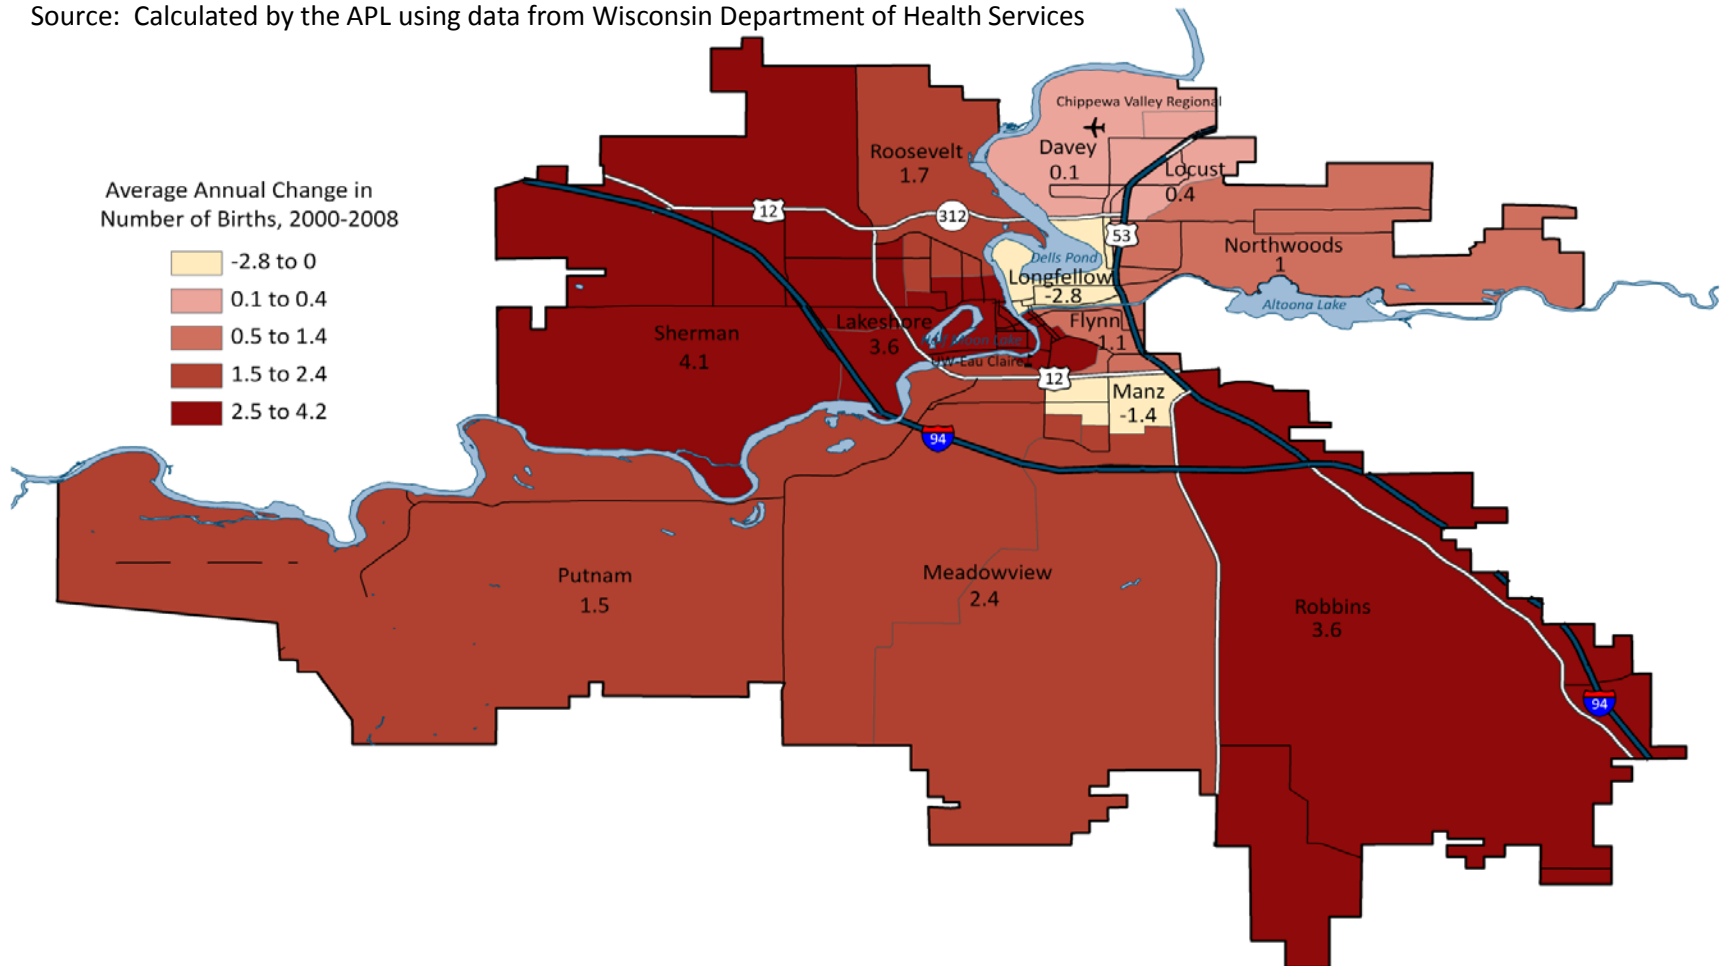 Source:  Calculated by the APL using data from Wisconsin Department of Health Services
Average Annual Change in
Number of Births, 2000-2008
-2.8 to 0
0.1 to 0.4
0.5 to 1.4
1.5 to 2.4
2.5 to 4.2
Chippewa Valley Regional
Davey
0.1
Roosevelt
1.7
Locust
0.4
12
312
53
Northwoods
1
Dells Pond
Longfellow
-2.8
Altoona Lake
Sherman
4.1
Lakeshore
3.6
Half Moon Lake
Flynn
1.1
UW-Eau Claire
12
Manz
-1.4
94
Putnam
1.5
Meadowview
2.4
Robbins
3.6
94